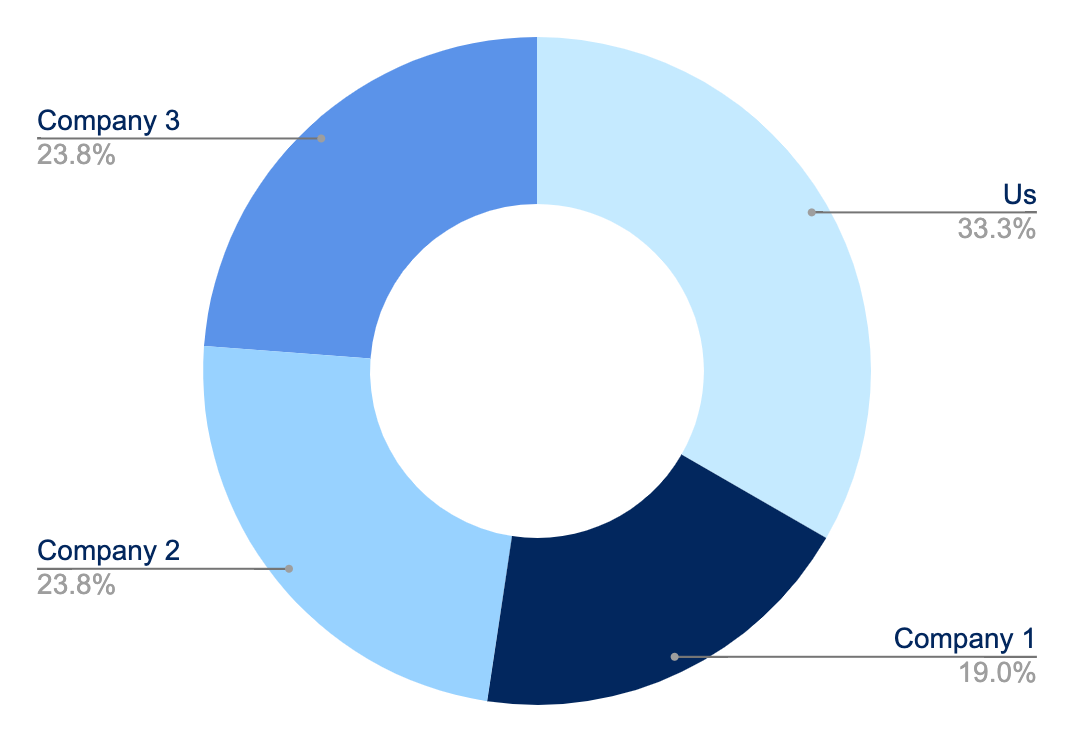 Company 3
23.8%
Us
33.3%
Company 2
23.8%
Company 1
19.0%